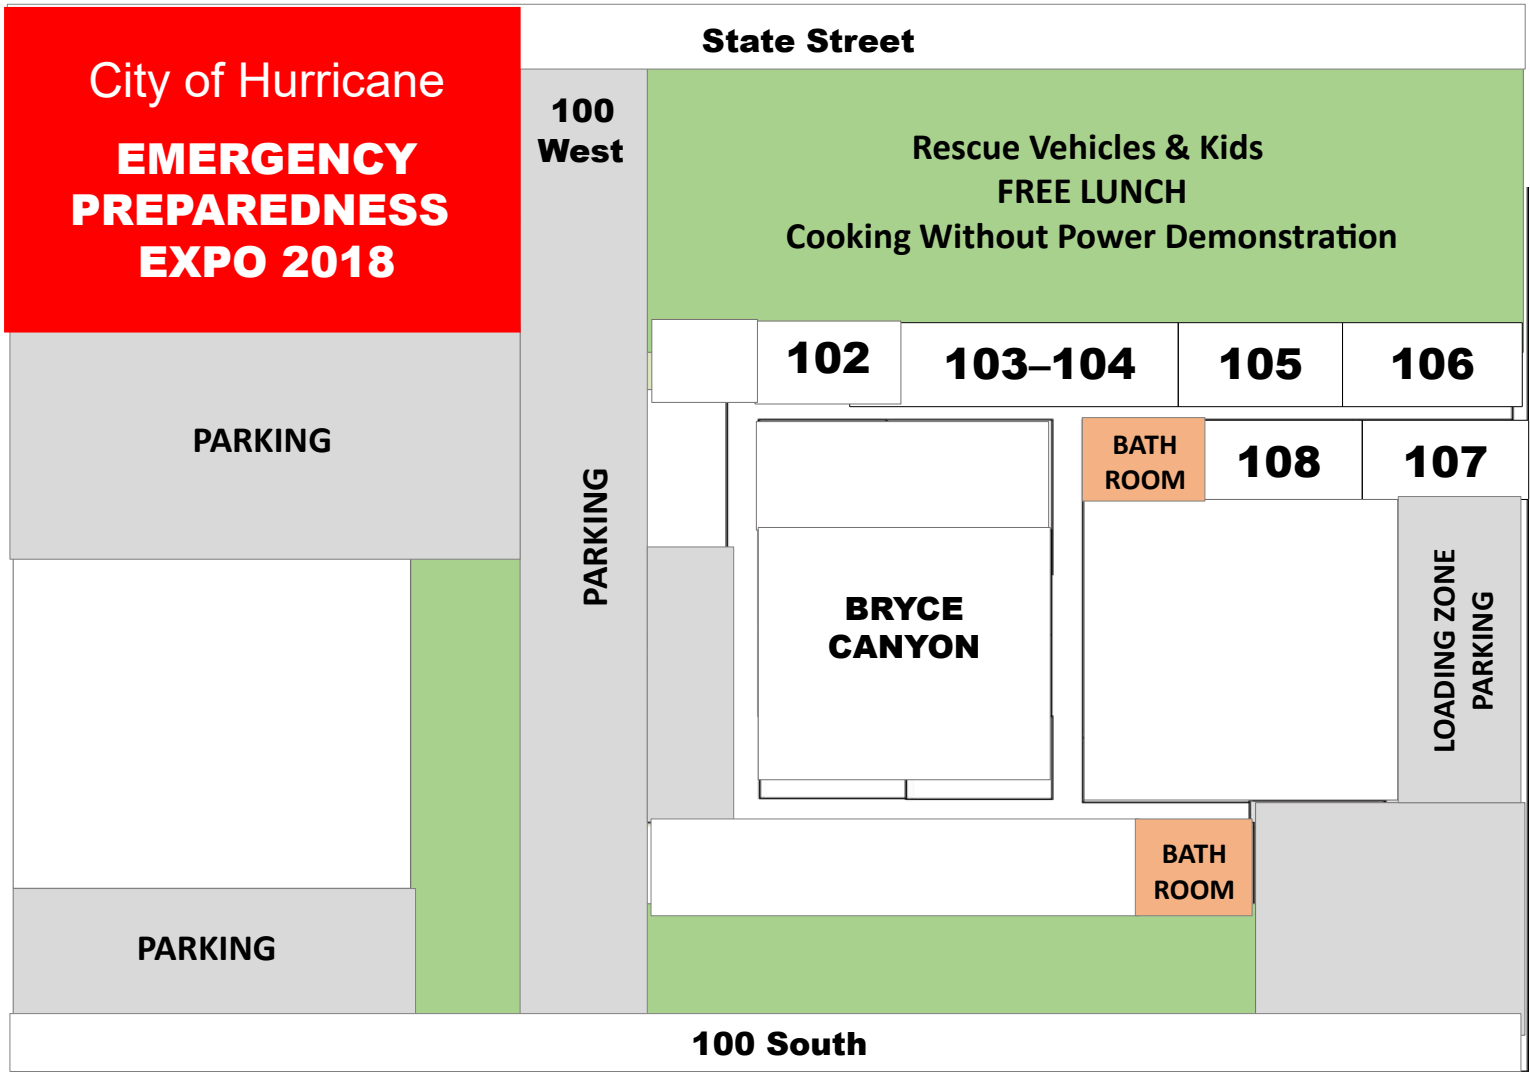 City of Hurricane
EMERGENCY
PREPAREDNESS
EXPO 2018
State Street
100
West
Rescue Vehicles & Kids
FREE LUNCH
Cooking Without Power Demonstration
102
103–104
105
106
PARKING
PARKING
BATH
ROOM
108
107
BRYCE
CANYON
LOADING ZONE
PARKING
BATH
ROOM
PARKING
100 South